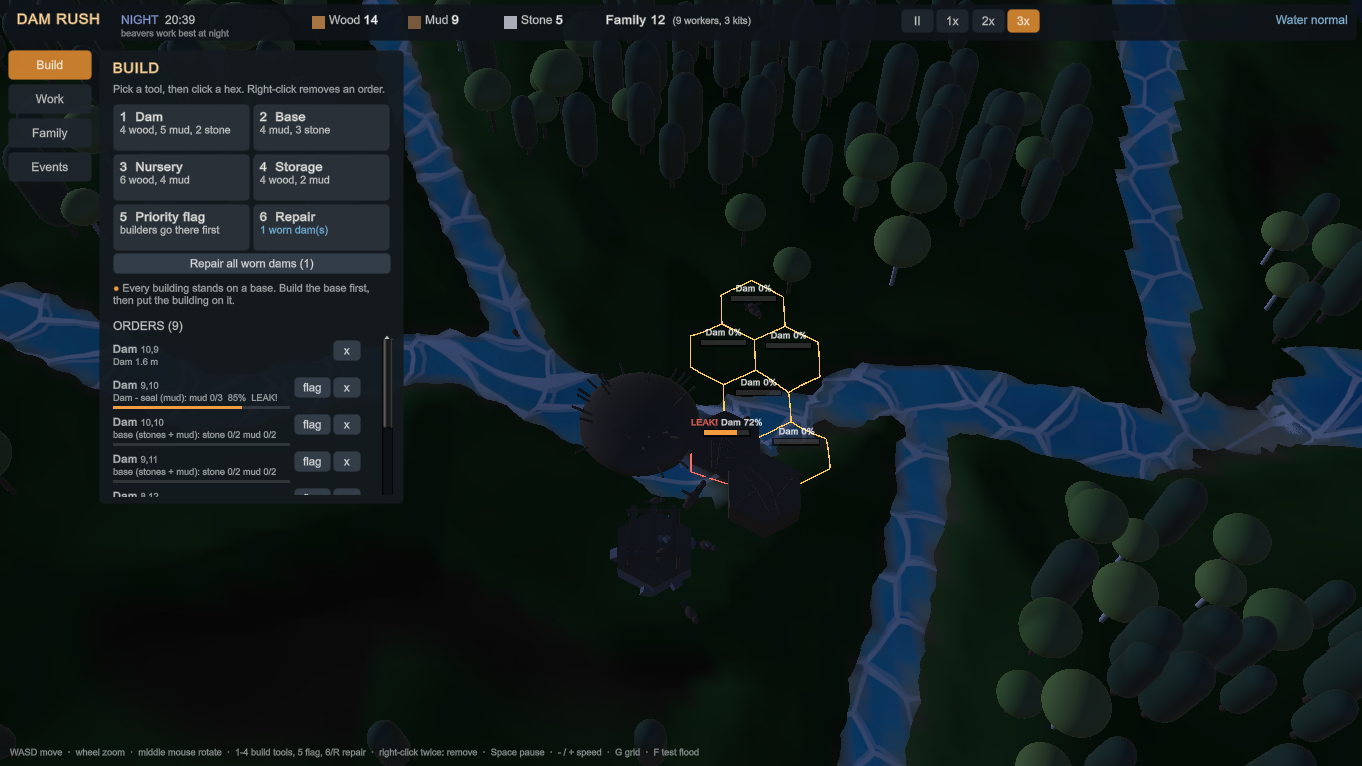 DAM RUSH
NIGHT 20:39
beavers work best at night
Wood 14
Mud 9
Stone 5
Family 12 (9 workers, 3 kits)
II
1x
2x
3x
Water normal
Build
Work
Family
Events
BUILD
Pick a tool, then click a hex. Right-click removes an order.
1 Dam
4 wood, 5 mud, 2 stone
2 Base
4 mud, 3 stone
3 Nursery
6 wood, 4 mud
4 Storage
4 wood, 2 mud
5 Priority flag
builders go there first
6 Repair
1 worn dam(s)
Repair all worn dams (1)
• Every building stands on a base. Build the base first,
then put the building on it.
ORDERS (9)
Dam 10,9
Dam 1.6 m
x
Dam 9,10
Dam - seal (mud): mud 0/3 85% LEAK!
flag
x
Dam 10,10
base (stones + mud): stone 0/2 mud 0/2
flag
x
Dam 9,11
base (stones + mud): stone 0/2 mud 0/2
flag
x
Dam 8,12
Dam 0%
Dam 0%
Dam 0%
Dam 0%
LEAK! Dam 72%
Dam 0%
WASD move · wheel zoom · middle mouse rotate · 1-4 build tools, 5 flag, 6/R repair · right-click twice: remove · Space pause · - / + speed · G grid · F test flood